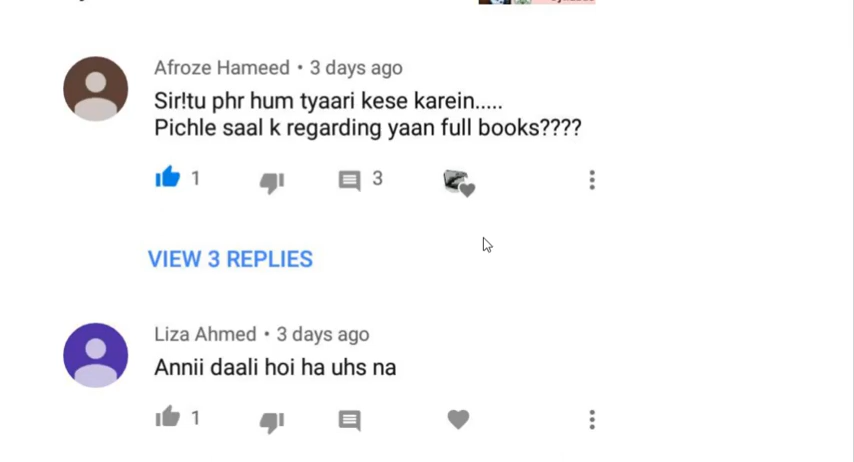 Afroze Hameed • 3 days ago
Sir!tu phr hum tyaari kese karein.....
Pichle saal k regarding yaan full books????
1
3
VIEW 3 REPLIES
Liza Ahmed • 3 days ago
Annii daali hoi ha uhs na
1